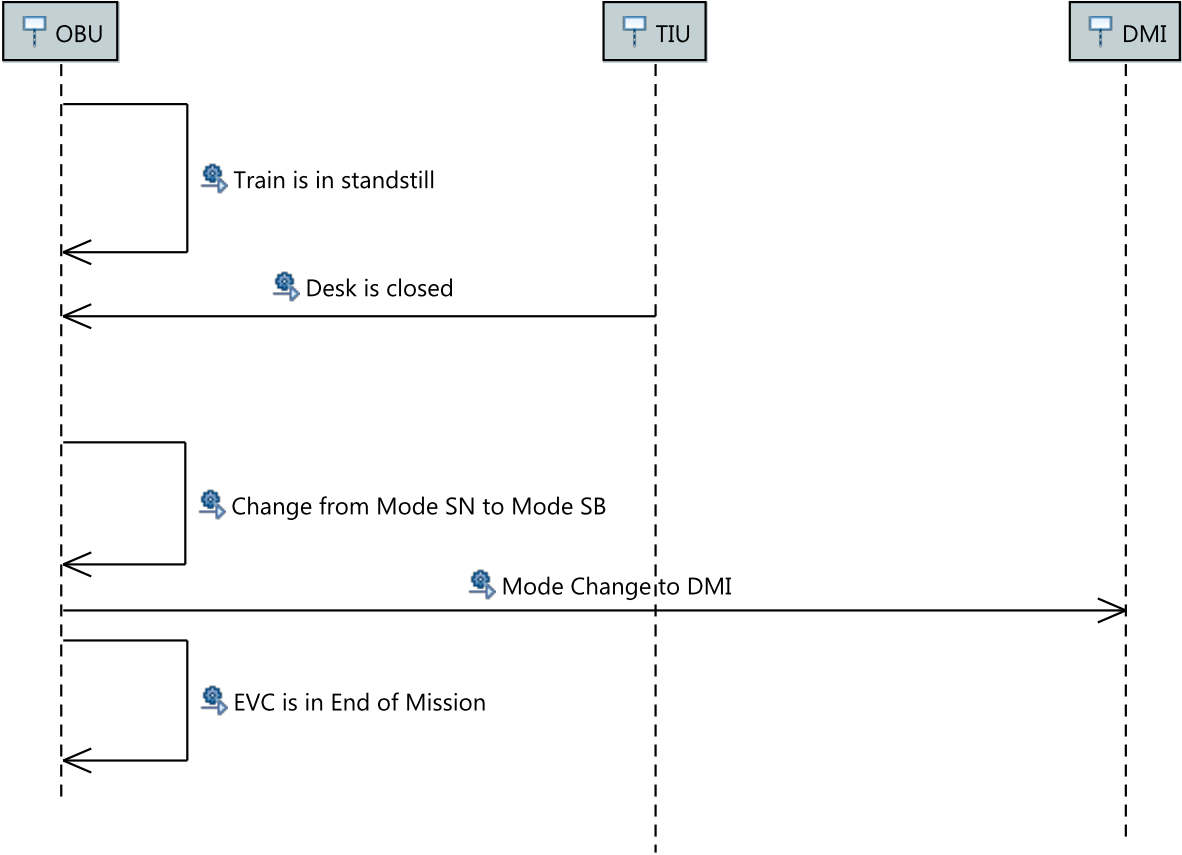 OBU
TIU
DMI
Train is in standstill
Desk is closed
Change from Mode SN to Mode SB
Mode Change to DMI
EVC is in End of Mission